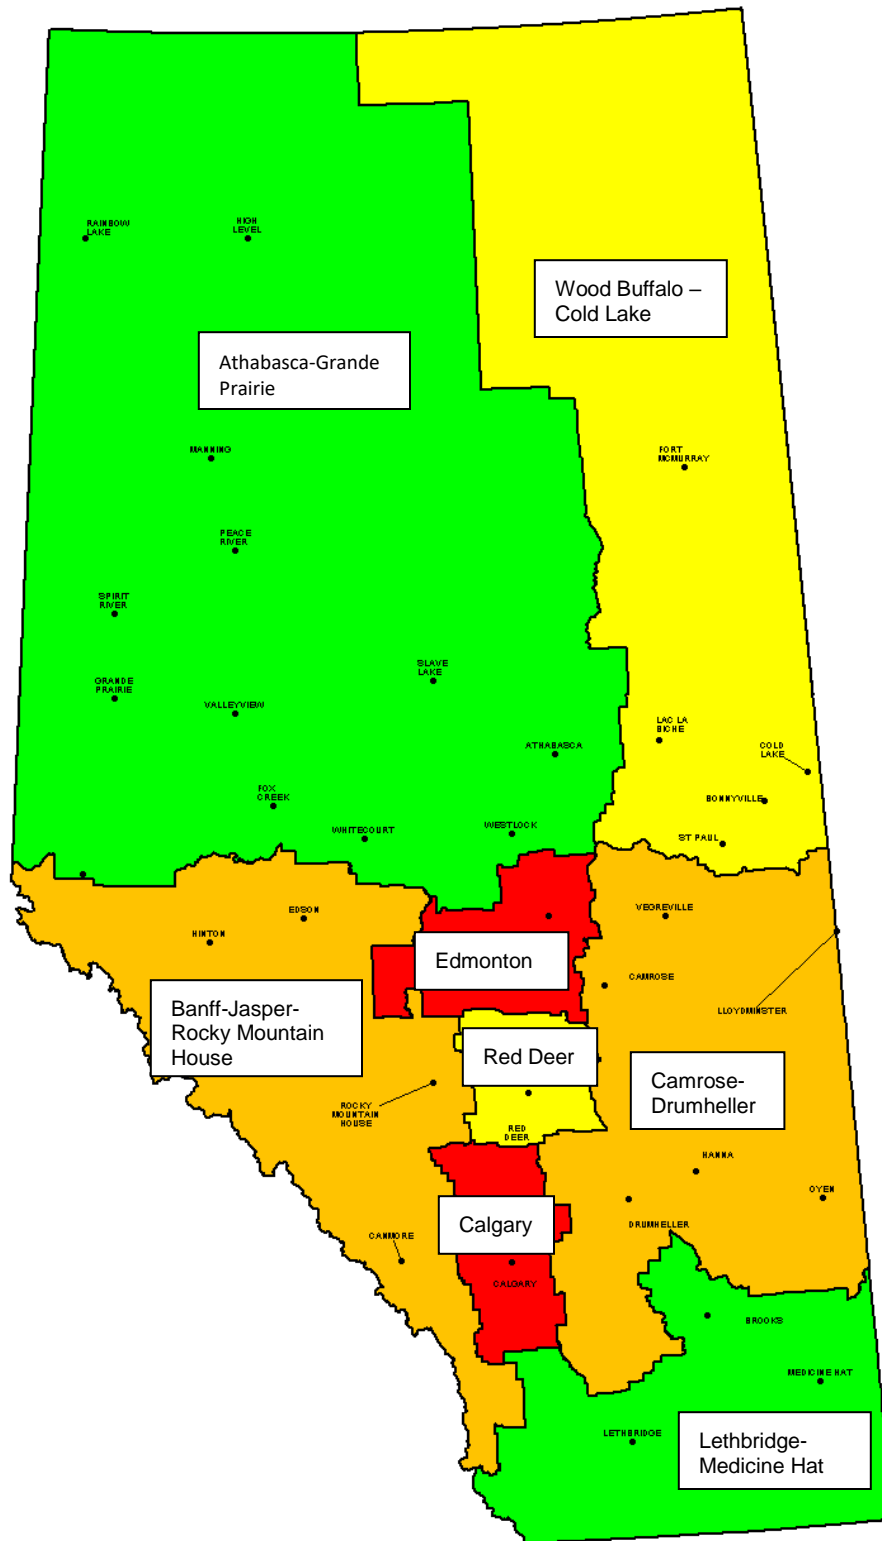 RAINBOW
LAKE
HIGH
LEVEL
Wood Buffalo –
Cold Lake
Athabasca-Grande
Prairie
MANNING
FORT
MCMURRAY
PEACE
RIVER
SPIRIT
RIVER
SLAVE
LAKE
GRANDE
PRAIRIE
VALLEYVIEW
LAC LA
BICHE
ATHABASCA
COLD
LAKE
FOX
CREEK
BONNYVILLE
WHITECOURT
WESTLOCK
ST PAUL
EDSON
VEGREVILLE
HINTON
Edmonton
CAMROSE
Banff-Jasper-
Rocky Mountain
House
LLOYDMINSTER
Red Deer
Camrose-
Drumheller
ROCKY
MOUNTAIN
HOUSE
RED
DEER
HANNA
OYEN
Calgary
DRUMHELLER
CANMORE
CALGARY
BROOKS
MEDICINE HAT
LETHBRIDGE
Lethbridge-
Medicine Hat